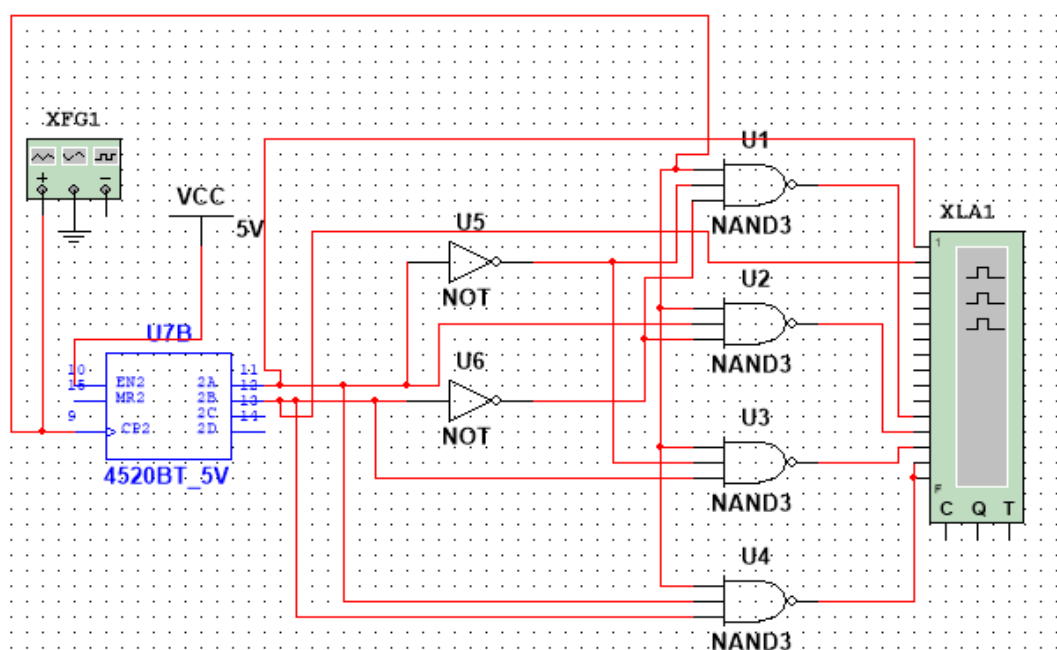 XFG1
+
−
VCC
5V
U7B
10
15
9
EN2
MR2
CP2
2A
2B
2C
2D
11
12
13
14
4520BT_5V
U5
NOT
U6
NOT
U1
NAND3
U2
NAND3
U3
NAND3
U4
NAND3
XLA1
1
F
C Q T